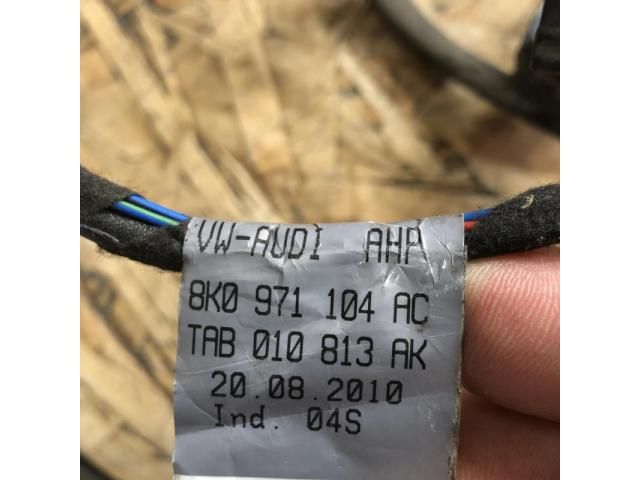 VW-AUDI AHP
8K0 971 104 AC
TAB 010 813 AK
20.08.2010
Ind. 04S